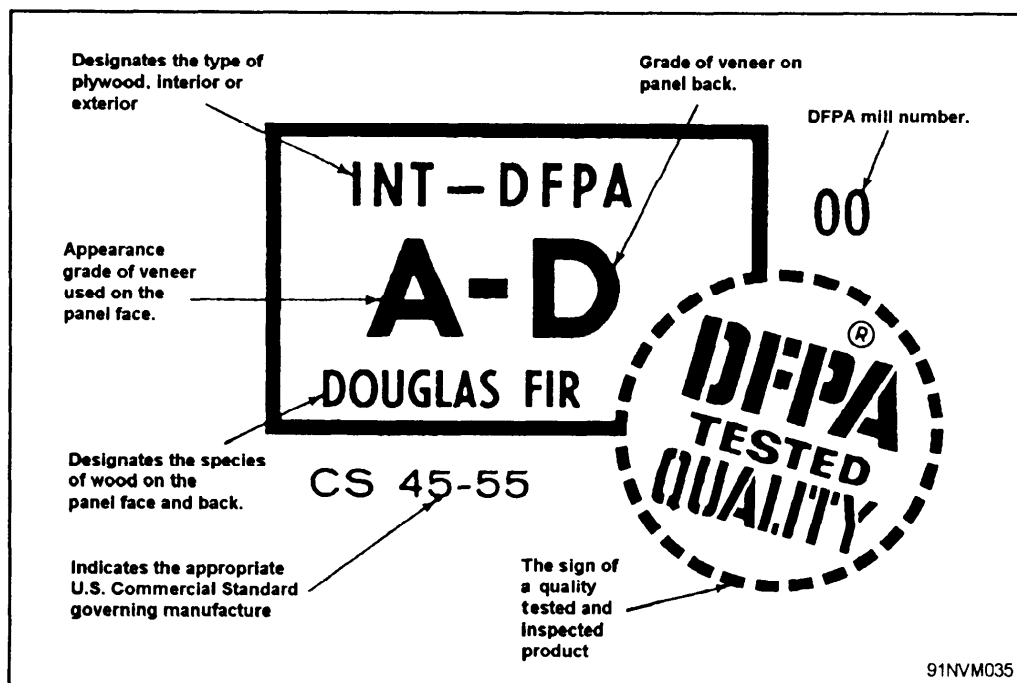 Designates the type of
plywood, interior or
exterior
Grade of veneer on
panel back.
DFPA mill number.
INT-DFPA
00
Appearance
grade of veneer
used on the
panel face.
A-D
DOUGLAS FIR
®
DFPA
TESTED
QUALITY
Designates the species
of wood on the
panel face and back.
CS 45-55
Indicates the appropriate
U.S. Commercial Standard
governing manufacture
The sign of
a quality
tested and
inspected
product
91NVM035